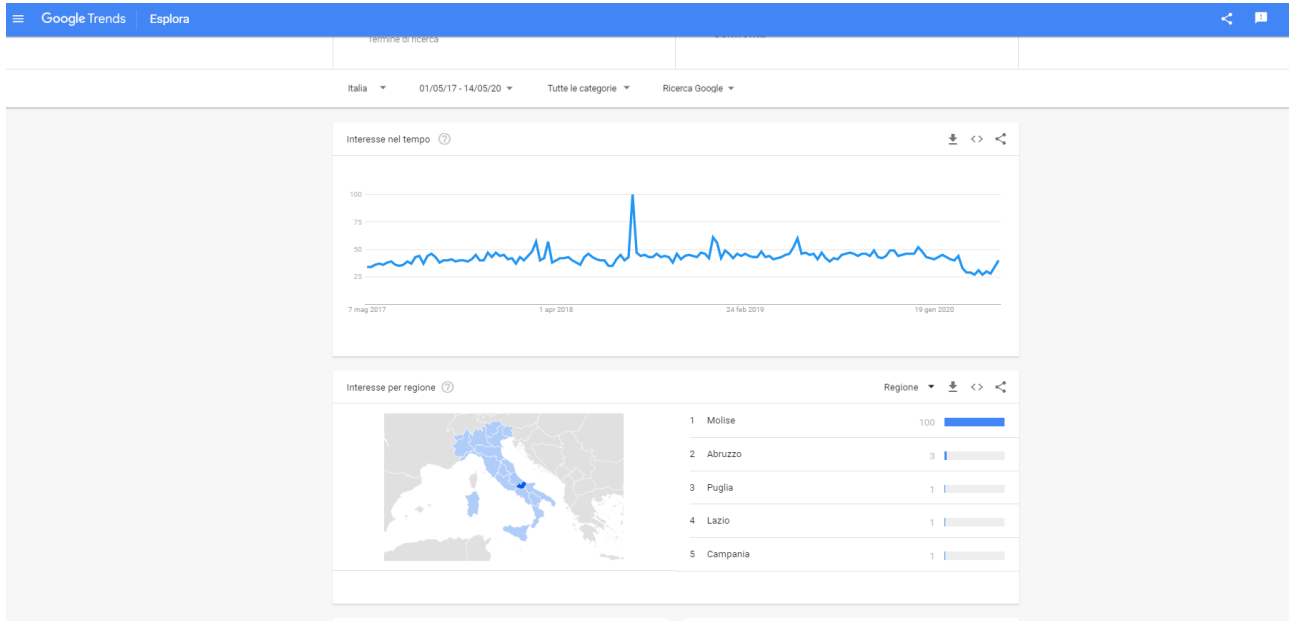 Google Trends Esplora
Termine di ricerca
Italia 01/05/17 - 14/05/20 Tutte le categorie Ricerca Google
Interesse nel tempo
100
75
50
25
7 mag 2017 1 apr 2018 24 feb 2019 19 gen 2020
Interesse per regione Regione
1 Molise 100
2 Abruzzo 3
3 Puglia 1
4 Lazio 1
5 Campania 1